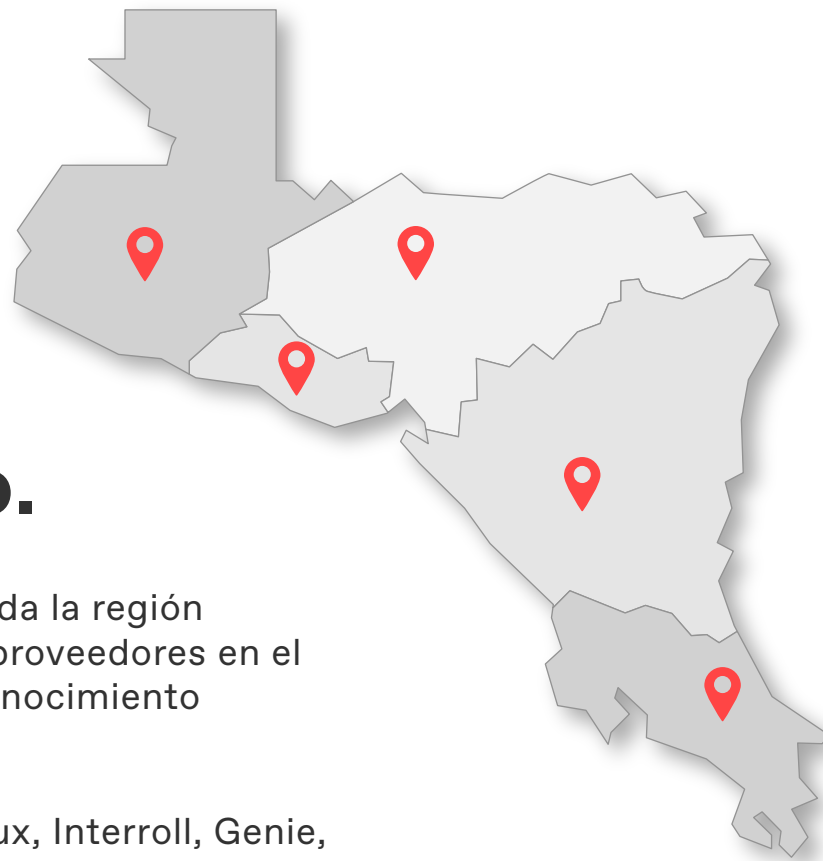 o.
da la región
proveedores en el
nocimiento
ux, Interroll, Genie,